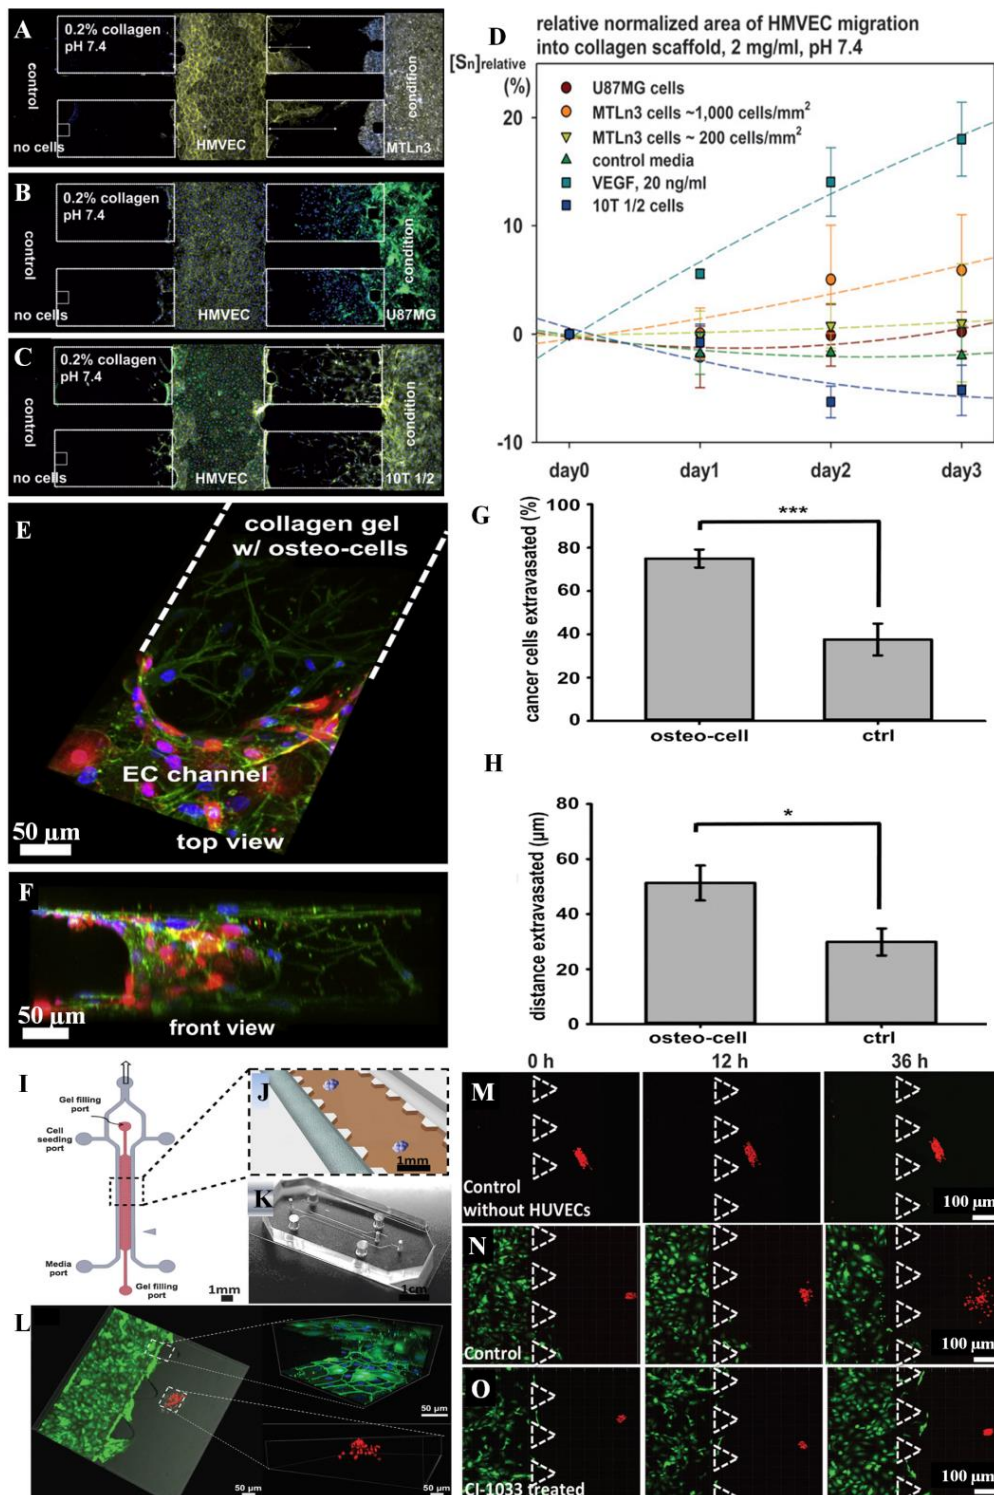 A
0.2% collagen
pH 7.4
control
no cells
HMVEC
condition
MTLn3
B
0.2% collagen
pH 7.4
control
no cells
HMVEC
condition
U87MG
C
0.2% collagen
pH 7.4
control
no cells
HMVEC
condition
10T 1/2
D
relative normalized area of HMVEC migration
into collagen scaffold, 2 mg/ml, pH 7.4
[Sn]relative
(%)
U87MG cells
MTLn3 cells ~1,000 cells/mm²
MTLn3 cells ~ 200 cells/mm²
control media
VEGF, 20 ng/ml
10T 1/2 cells
20
10
0
-10
day0 day1 day2 day3
E
collagen gel
w/ osteo-cells
EC channel
top view
50 μm
F
50 μm
front view
G
cancer cells extravasated (%)
100
80
60
40
20
0
***
osteo-cell ctrl
H
distance extravasated (μm)
80
60
40
20
0
*
osteo-cell ctrl
I
Gel filling
port
Cell
seeding
port
Media
port
Gel filling
port
1mm
J
1mm
K
1cm
L
50 μm
50 μm
50 μm
0 h 12 h 36 h
M
Control
without HUVECs
100 μm
N
Control
100 μm
O
CI-1033 treated
100 μm